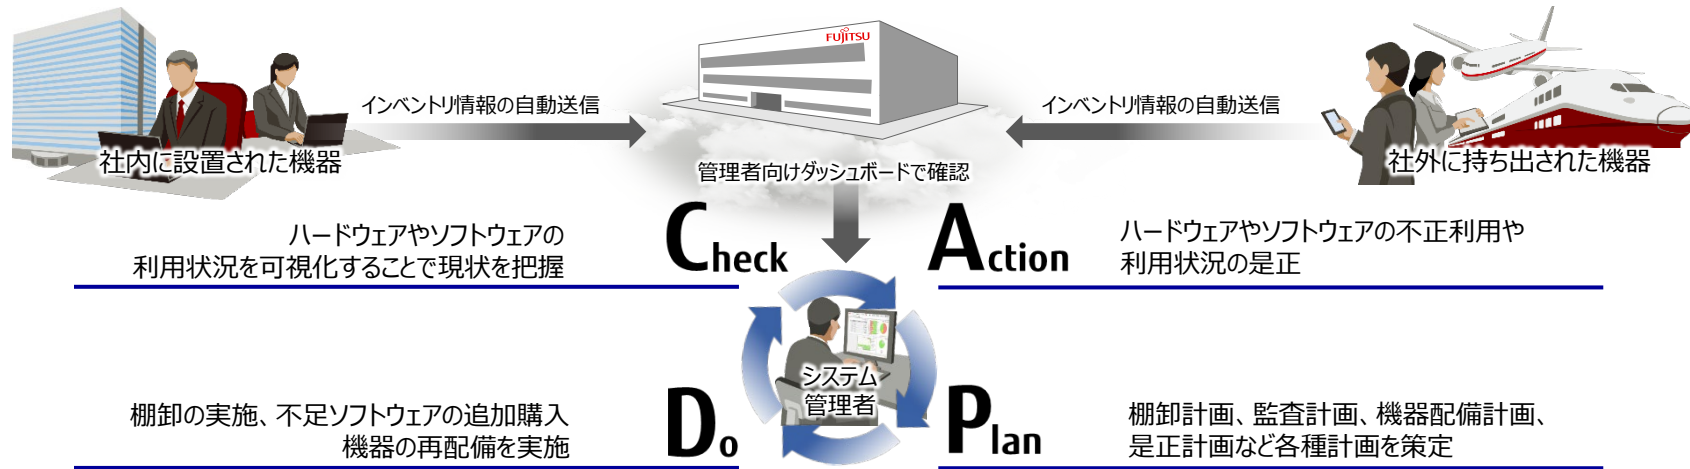 FUJITSU
インベントリ情報の自動送信
インベントリ情報の自動送信
社内に設置された機器
管理者向けダッシュボードで確認
社外に持ち出された機器
ハードウェアやソフトウェアの
利用状況を可視化することで現状を把握
Check
Action
ハードウェアやソフトウェアの不正利用や
利用状況の是正
システム
管理者
棚卸の実施、不足ソフトウェアの追加購入
機器の再配備を実施
Do
Plan
棚卸計画、監査計画、機器配備計画、
是正計画など各種計画を策定